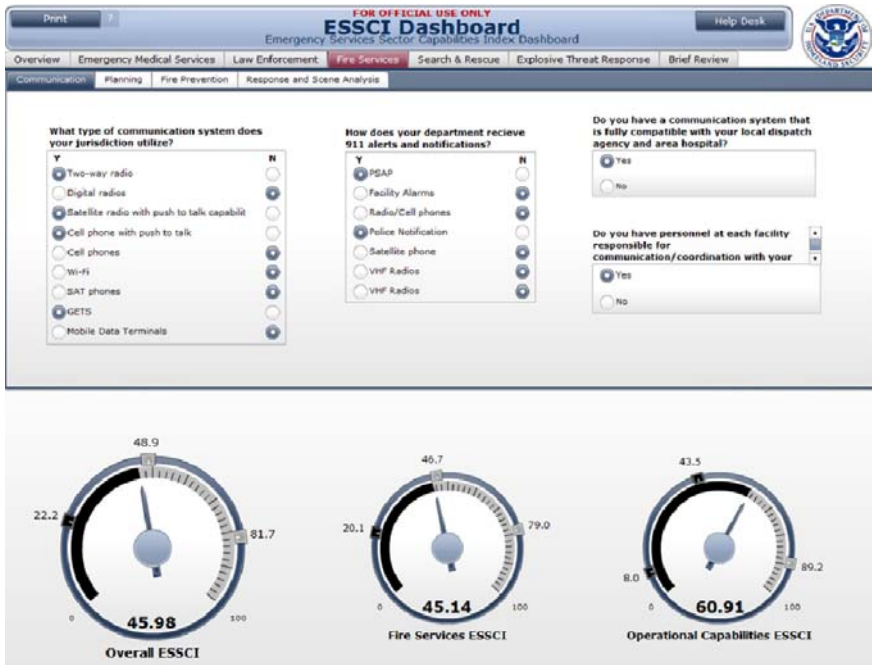 Print
?
FOR OFFICIAL USE ONLY
ESSCI Dashboard
Emergency Services Sector Capabilities Index Dashboard
Help Desk
Overview Emergency Medical Services Law Enforcement Fire Services Search & Rescue Explosive Threat Response Brief Review
Communication Planning Fire Prevention Response and Scene Analysis
What type of communication system does
your jurisdiction utilize?
Y N
Two-way radio
Digital radios
Satellite radio with push to talk capabilit
Cell phone with push to talk
Cell phones
Wi-Fi
SAT phones
GETS
Mobile Data Terminals
How does your department recieve
911 alerts and notifications?
Y N
PSAP
Facility Alarms
Radio/Cell phones
Police Notification
Satellite phone
VHF Radios
VHF Radios
Do you have a communication system that
is fully compatible with your local dispatch
agency and area hospital?
Yes
No
Do you have personnel at each facility
responsible for
communication/coordination with your
Yes
No
48.9
22.2
81.7
0
100
45.98
Overall ESSCI
46.7
20.1
79.0
0
100
45.14
Fire Services ESSCI
43.5
8.0
89.2
0
100
60.91
Operational Capabilities ESSCI